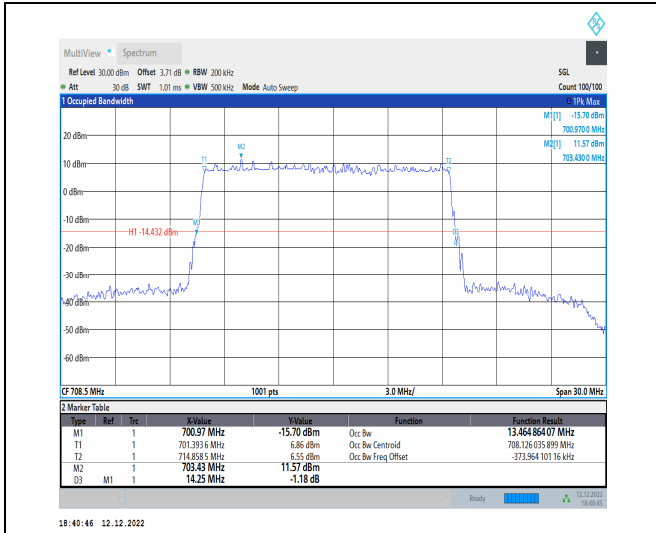 MultiView Spectrum
Ref Level 30.00 dBm Offset 3.71 dB RBW 200 kHz SGL
Att 30 dB SWT 1.01 ms VBW 500 kHz Mode Auto Sweep Count 100/100
1 Occupied Bandwidth 1Pk Max
M1[1] -15.70 dBm
700.970 0 MHz
M2[1] 11.57 dBm
703.430 0 MHz
20 dBm
M2
T1 T2
10 dBm
0 dBm
-10 dBm
M1
H1 -14.432 dBm D3
-20 dBm
-30 dBm
-40 dBm
-50 dBm
-60 dBm
CF 708.5 MHz 1001 pts 3.0 MHz/ Span 30.0 MHz
2 Marker Table
Type Ref Trc X-Value Y-Value Function Function Result
M1 1 700.97 MHz -15.70 dBm Occ Bw 13.464 864 07 MHz
T1 1 701.393 6 MHz 6.86 dBm Occ Bw Centroid 708.126 035 899 MHz
T2 1 714.858 5 MHz 6.55 dBm Occ Bw Freq Offset -373.964 101 16 kHz
M2 1 703.43 MHz 11.57 dBm
D3 M1 1 14.25 MHz -1.18 dB
Ready 12.12.2022
18:40:45
18:40:46 12.12.2022